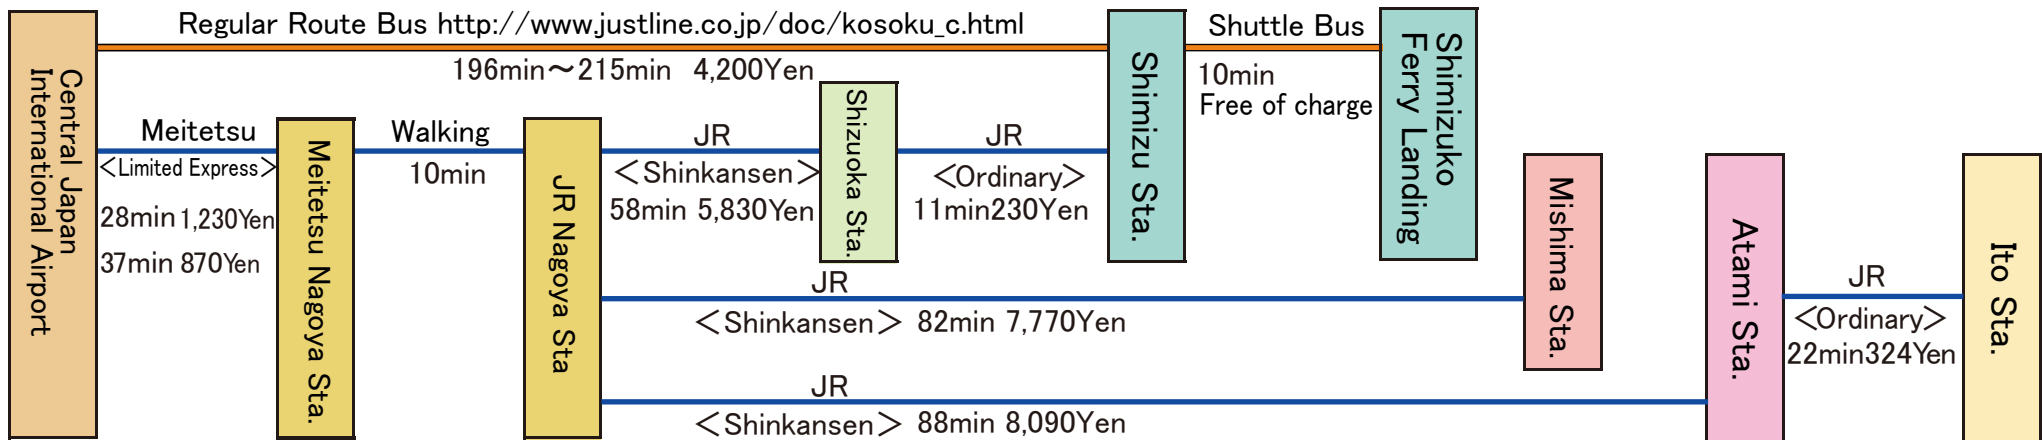 Regular Route Bus http://www.justline.co.jp/doc/kosoku_c.html
196min～215min 4,200Yen
Shuttle Bus
10min
Free of charge
Central Japan
International Airport
Meitetsu
<Limited Express>
28min 1,230Yen
37min 870Yen
Meitetsu Nagoya Sta.
Walking
10min
JR Nagoya Sta
JR
<Shinkansen>
58min 5,830Yen
Shizuoka Sta.
JR
<Ordinary>
11min230Yen
Shimizu Sta.
Shimizuko
Ferry Landing
JR
<Shinkansen> 82min 7,770Yen
Mishima Sta.
JR
<Shinkansen> 88min 8,090Yen
Atami Sta.
JR
<Ordinary>
22min324Yen
Ito Sta.